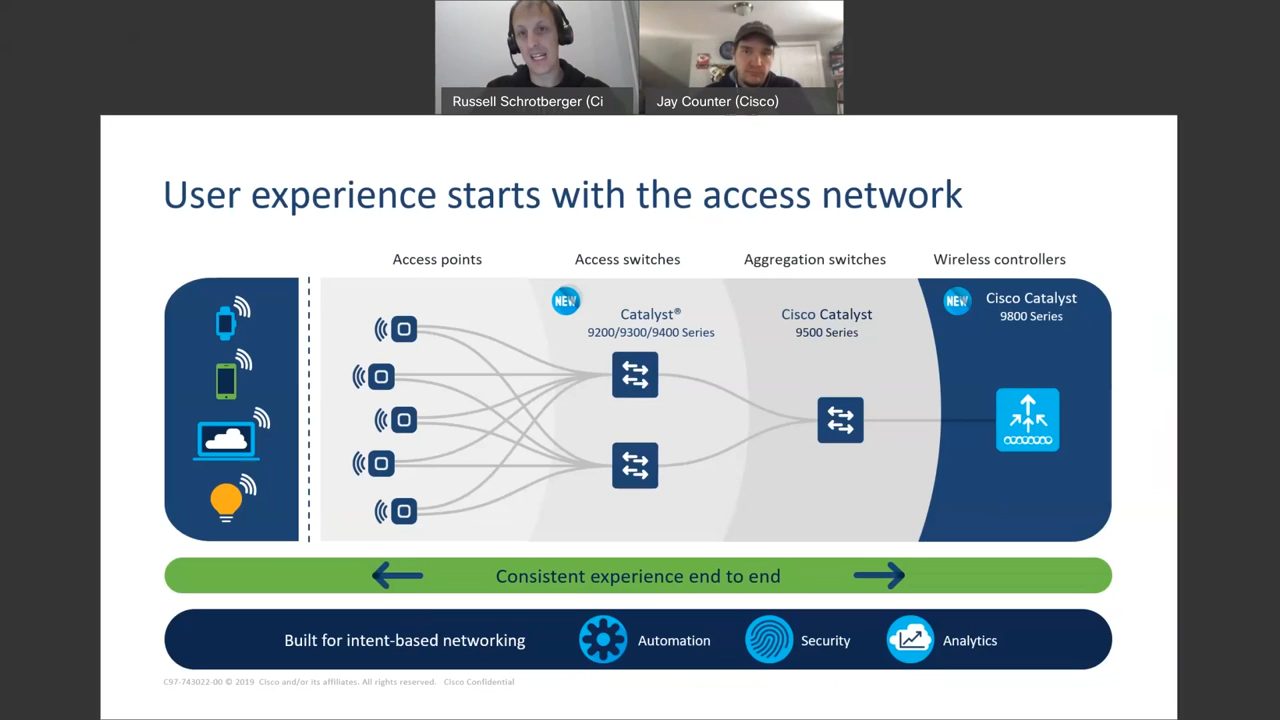 Russell Schrotberger (Ci
Jay Counter (Cisco)
User experience starts with the access network
Access points
Access switches
Aggregation switches
Wireless controllers
NEW
Catalyst®
9200/9300/9400 Series
Cisco Catalyst
9500 Series
NEW
Cisco Catalyst
9800 Series
Consistent experience end to end
Built for intent-based networking
Automation
Security
Analytics
C97-743022-00 © 2019 Cisco and/or its affiliates. All rights reserved. Cisco Confidential